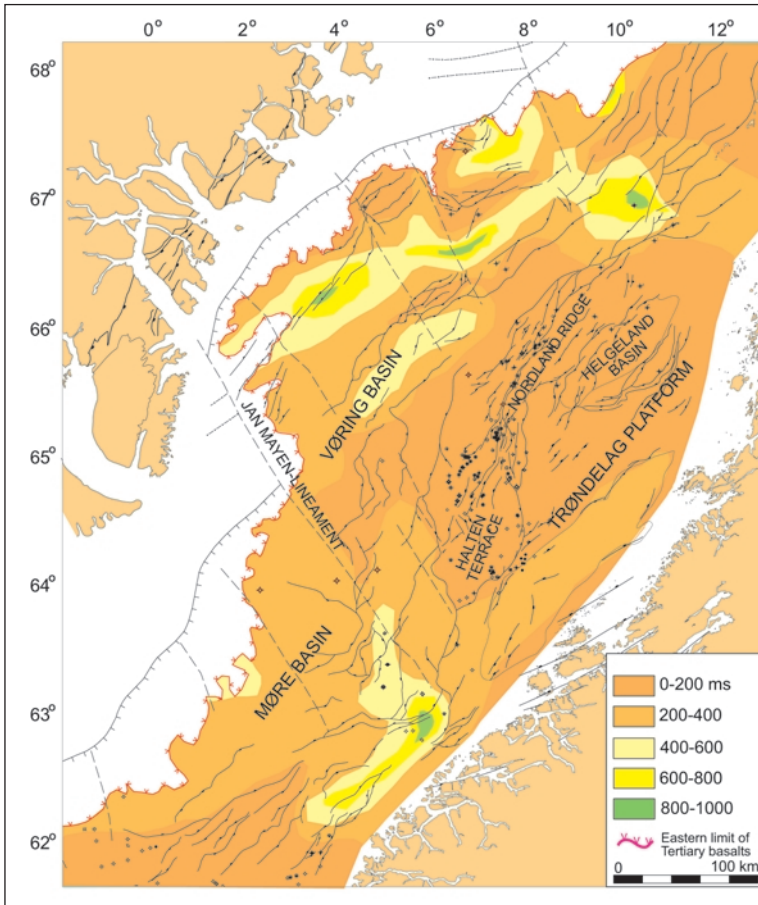 0° 2° 4° 6° 8° 10° 12°
68°
67°
66°
65°
64°
63°
62°
NORDLAND RIDGE
HELGELAND
BASIN
VØRING BASIN
TRØNDELAG PLATFORM
JAN MAYEN-LINEAMENT
HALTEN
TERRACE
MØRE BASIN
0-200 ms
200-400
400-600
600-800
800-1000
Eastern limit of
Tertiary basalts
0 100 km